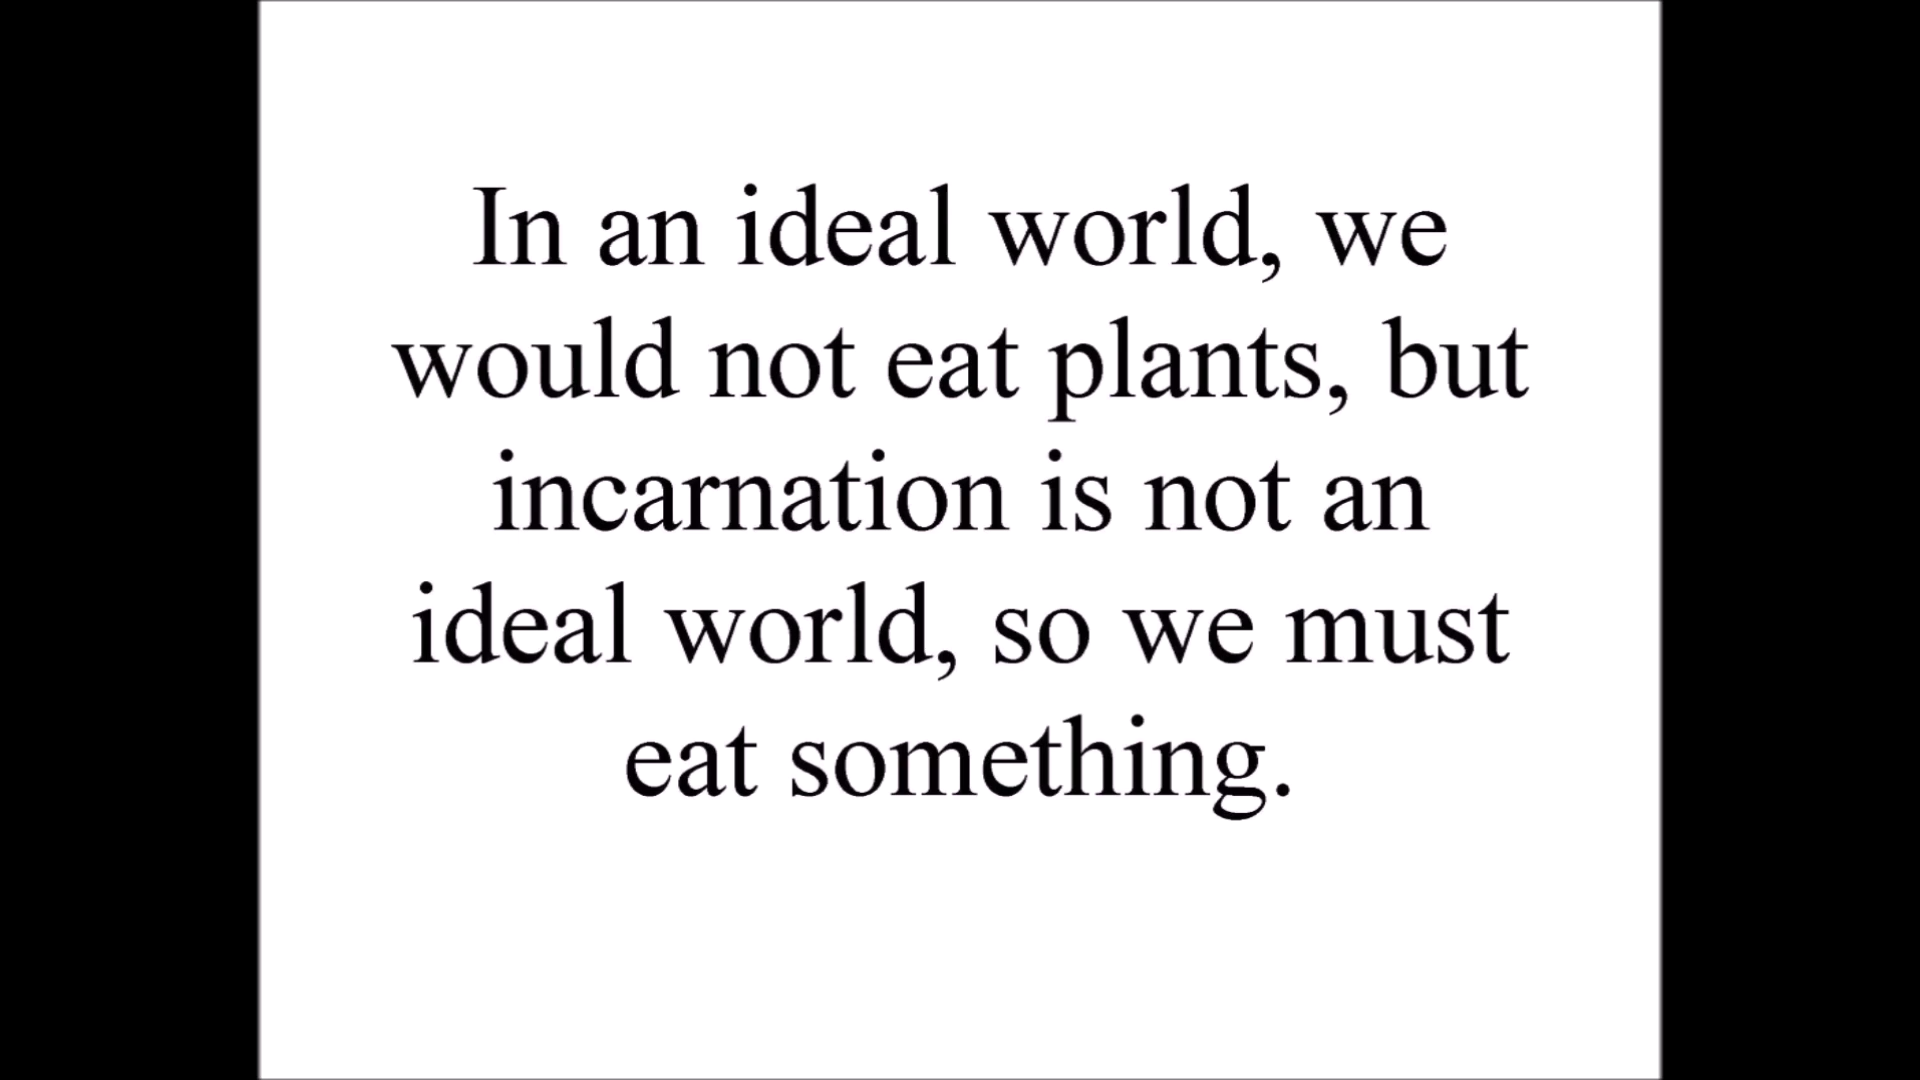 In an ideal world, we
would not eat plants, but
incarnation is not an
ideal world, so we must
eat something.